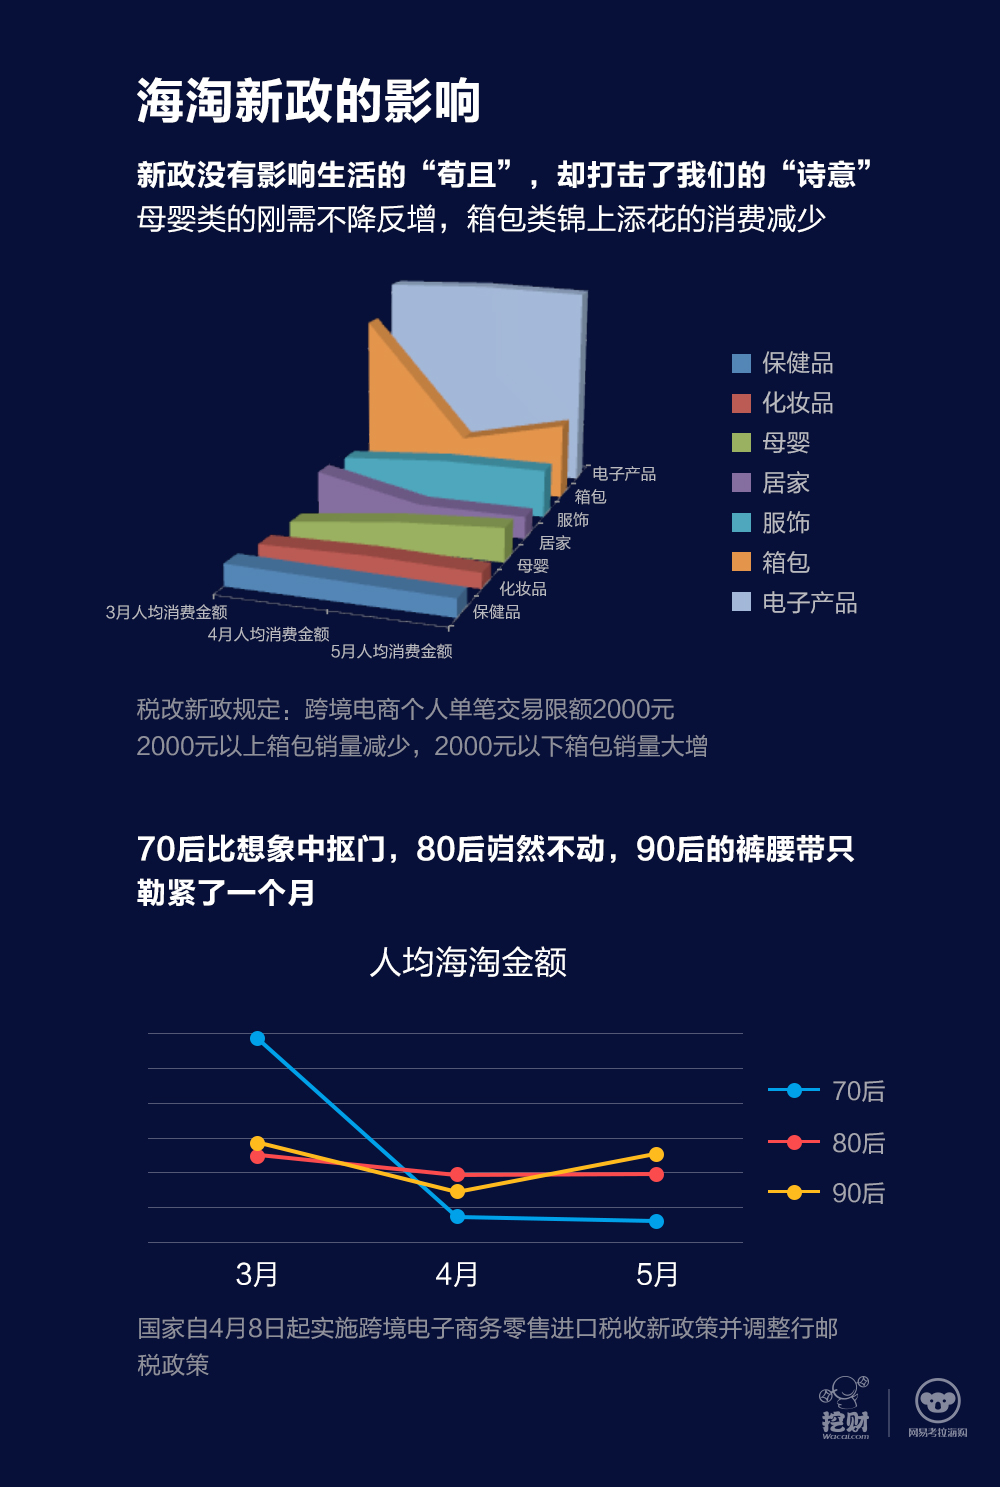 海淘新政的影响
新政没有影响生活的“苟且”，却打击了我们的“诗意”
母婴类的刚需不降反增，箱包类锦上添花的消费减少
保健品
化妆品
母婴
居家
服饰
箱包
电子产品
电子产品
箱包
服饰
居家
母婴
化妆品
保健品
3月人均消费金额
4月人均消费金额
5月人均消费金额
税改新政规定：跨境电商个人单笔交易限额2000元
2000元以上箱包销量减少，2000元以下箱包销量大增
70后比想象中抠门，80后岿然不动，90后的裤腰带只
勒紧了一个月
人均海淘金额
70后
80后
90后
3月 4月 5月
国家自4月8日起实施跨境电子商务零售进口税收新政策并调整行邮
税政策
挖财
Wacai.com
网易考拉海购